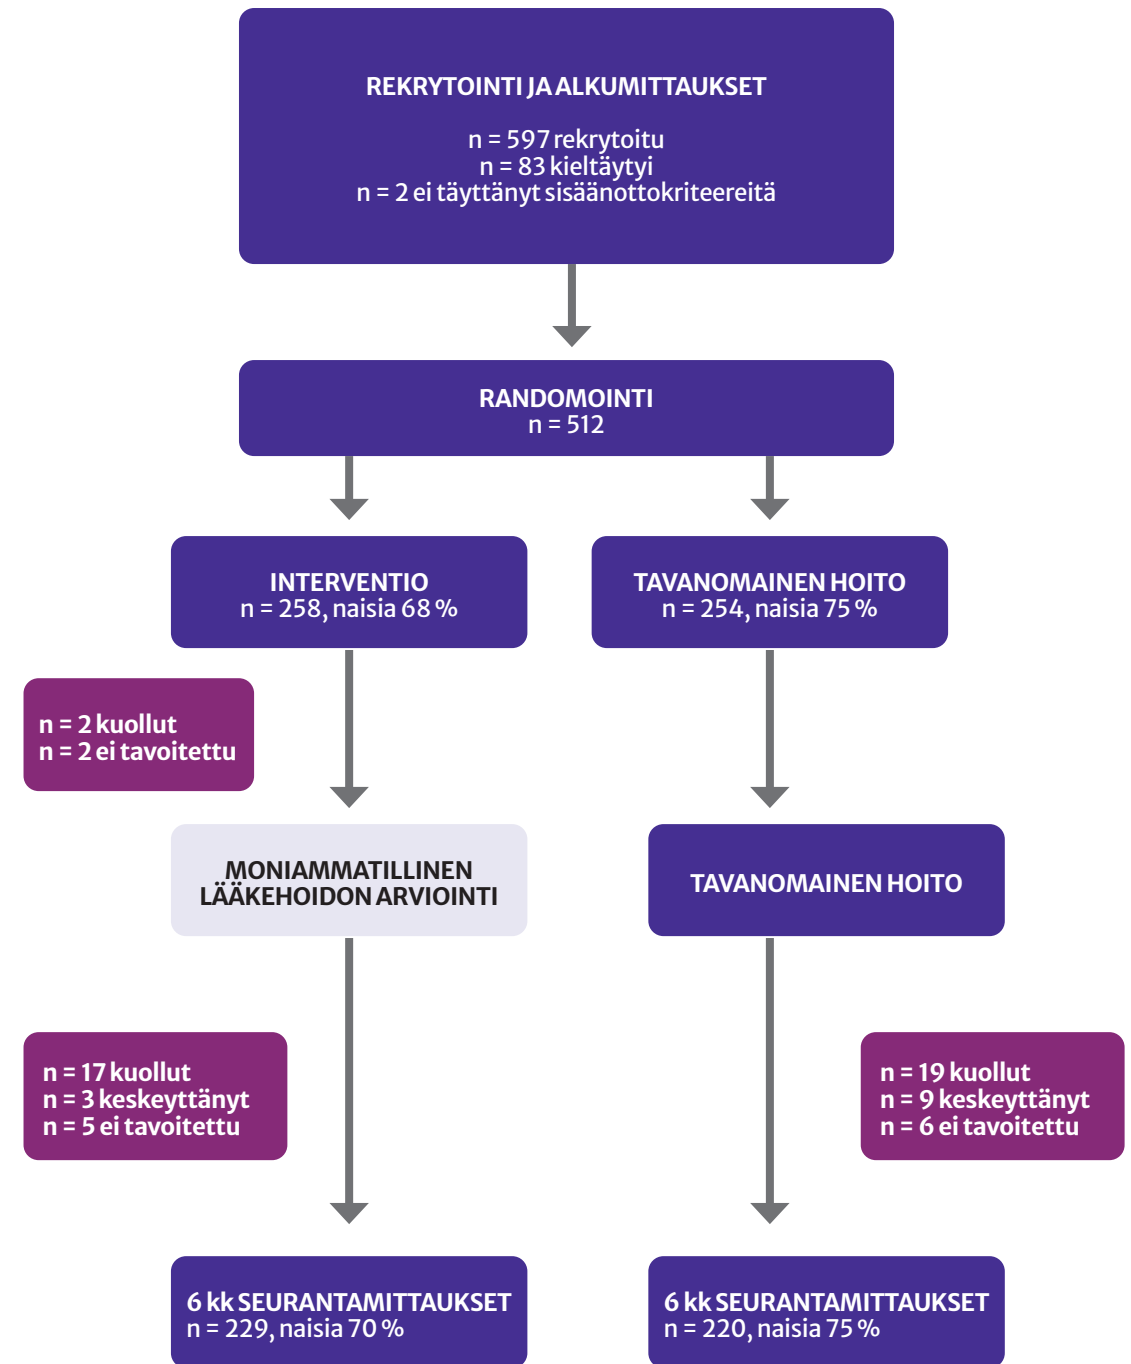 REKRYTOINTI JA ALKUMITTAUKSET
n = 597 rekrytoitu
n = 83 kieltäytyi
n = 2 ei täyttänyt sisäänottokriteereitä
RANDOMOINTI
n = 512
INTERVENTIO
n = 258, naisia 68 %
TAVANOMAINEN HOITO
n = 254, naisia 75 %
n = 2 kuollut
n = 2 ei tavoitettu
MONIAMMATILLINEN
LÄÄKEHOIDON ARVIOINTI
TAVANOMAINEN HOITO
n = 17 kuollut
n = 3 keskeyttänyt
n = 5 ei tavoitettu
n = 19 kuollut
n = 9 keskeyttänyt
n = 6 ei tavoitettu
6 kk SEURANTAMITTAUKSET
n = 229, naisia 70 %
6 kk SEURANTAMITTAUKSET
n = 220, naisia 75 %